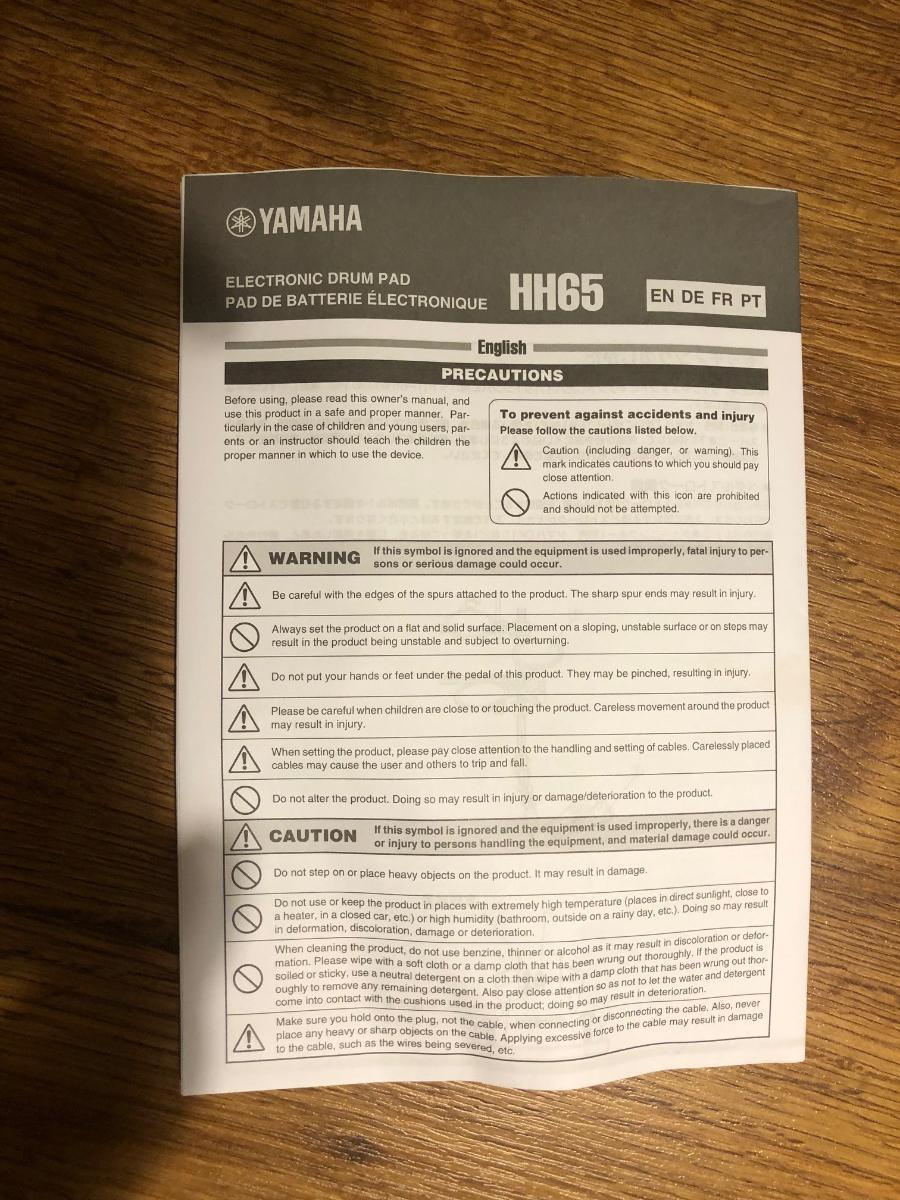 YAMAHA
ELECTRONIC DRUM PAD
PAD DE BATTERIE ÉLECTRONIQUE
HH65
EN DE FR PT
English
PRECAUTIONS
Before using, please read this owner's manual, and
use this product in a safe and proper manner. Par-
ticularly in the case of children and young users, par-
ents or an instructor should teach the children the
proper manner in which to use the device.
To prevent against accidents and injury
Please follow the cautions listed below.
Caution (including danger, or warning). This
mark indicates cautions to which you should pay
close attention.
Actions indicated with this icon are prohibited
and should not be attempted.
WARNING
If this symbol is ignored and the equipment is used improperly, fatal injury to per-
sons or serious damage could occur.
Be careful with the edges of the spurs attached to the product. The sharp spur ends may result in injury.
Always set the product on a flat and solid surface. Placement on a sloping, unstable surface or on steps may
result in the product being unstable and subject to overturning.
Do not put your hands or feet under the pedal of this product. They may be pinched, resulting in injury.
Please be careful when children are close to or touching the product. Careless movement around the product
may result in injury.
When setting the product, please pay close attention to the handling and setting of cables. Carelessly placed
cables may cause the user and others to trip and fall.
Do not alter the product. Doing so may result in injury or damage/deterioration to the product.
CAUTION
If this symbol is ignored and the equipment is used improperly, there is a danger
or injury to persons handling the equipment, and material damage could occur.
Do not step on or place heavy objects on the product. It may result in damage.
Do not use or keep the product in places with extremely high temperature (places in direct sunlight, close to
a heater, in a closed car, etc.) or high humidity (bathroom, outside on a rainy day, etc.). Doing so may result
in deformation, discoloration, damage or deterioration.
When cleaning the product, do not use benzine, thinner or alcohol as it may result in discoloration or defor-
mation. Please wipe with a soft cloth or a damp cloth that has been wrung out thoroughly. If the product is
soiled or sticky, use a neutral detergent on a cloth then wipe with a damp cloth that has been wrung out thor-
oughly to remove any remaining detergent. Also pay close attention so as not to let the water and detergent
come into contact with the cushions used in the product; doing so may result in deterioration.
Make sure you hold onto the plug, not the cable, when connecting or disconnecting the cable. Also, never
place any heavy or sharp objects on the cable. Applying excessive force to the cable may result in damage
to the cable, such as the wires being severed, etc.